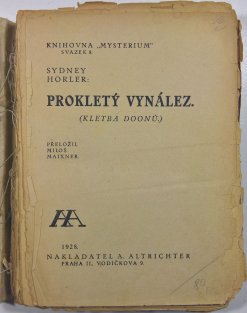 KNIHOVNA „MYSTERIUM"
SVAZEK 8.
SYDNEY
HORLER:
PROKLETÝ VYNÁLEZ.
(KLETBA DOONŮ.)
PŘELOŽIL
MILOŠ
MAIXNER.
1928.
NAKLADATEL A. ALTRICHTER
PRAHA II., VODIČKOVA 9.